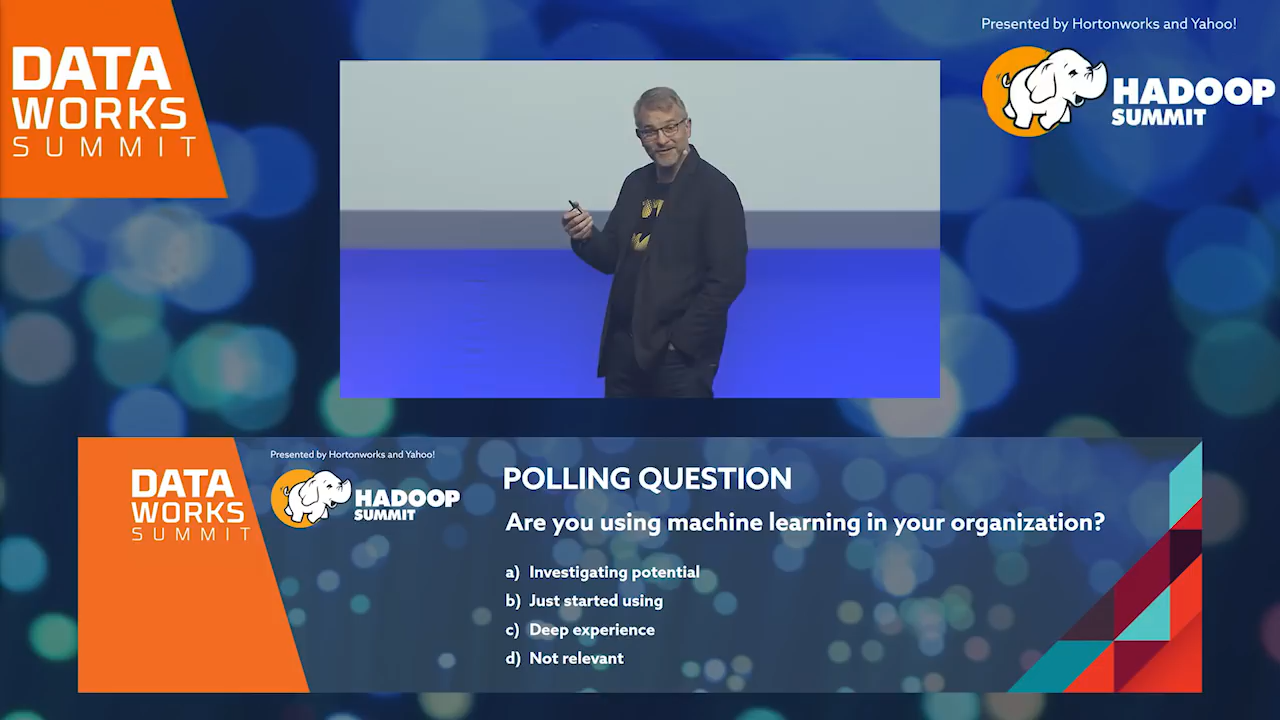 DATA
WORKS
SUMMIT
Presented by Hortonworks and Yahoo!
HADOOP
SUMMIT
DATA
WORKS
SUMMIT
Presented by Hortonworks and Yahoo!
HADOOP
SUMMIT
POLLING QUESTION
Are you using machine learning in your organization?
a) Investigating potential
b) Just started using
c) Deep experience
d) Not relevant